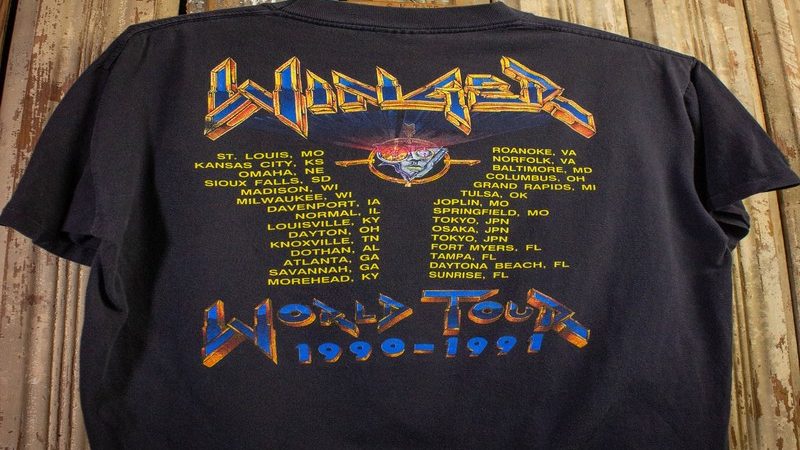 WINGER
ST. LOUIS, MO
KANSAS CITY, KS
OMAHA, NE
SIOUX FALLS, SD
MADISON, WI
MILWAUKEE, WI
DAVENPORT, IA
NORMAL, IL
LOUISVILLE, KY
DAYTON, OH
KNOXVILLE, TN
DOTHAN, AL
ATLANTA, GA
SAVANNAH, GA
MOREHEAD, KY
ROANOKE, VA
NORFOLK, VA
BALTIMORE, MD
COLUMBUS, OH
GRAND RAPIDS, MI
TULSA, OK
JOPLIN, MO
SPRINGFIELD, MO
TOKYO, JPN
OSAKA, JPN
TOKYO, JPN
FORT MYERS, FL
TAMPA, FL
DAYTONA BEACH, FL
SUNRISE, FL
WORLD TOUR
1990-1991